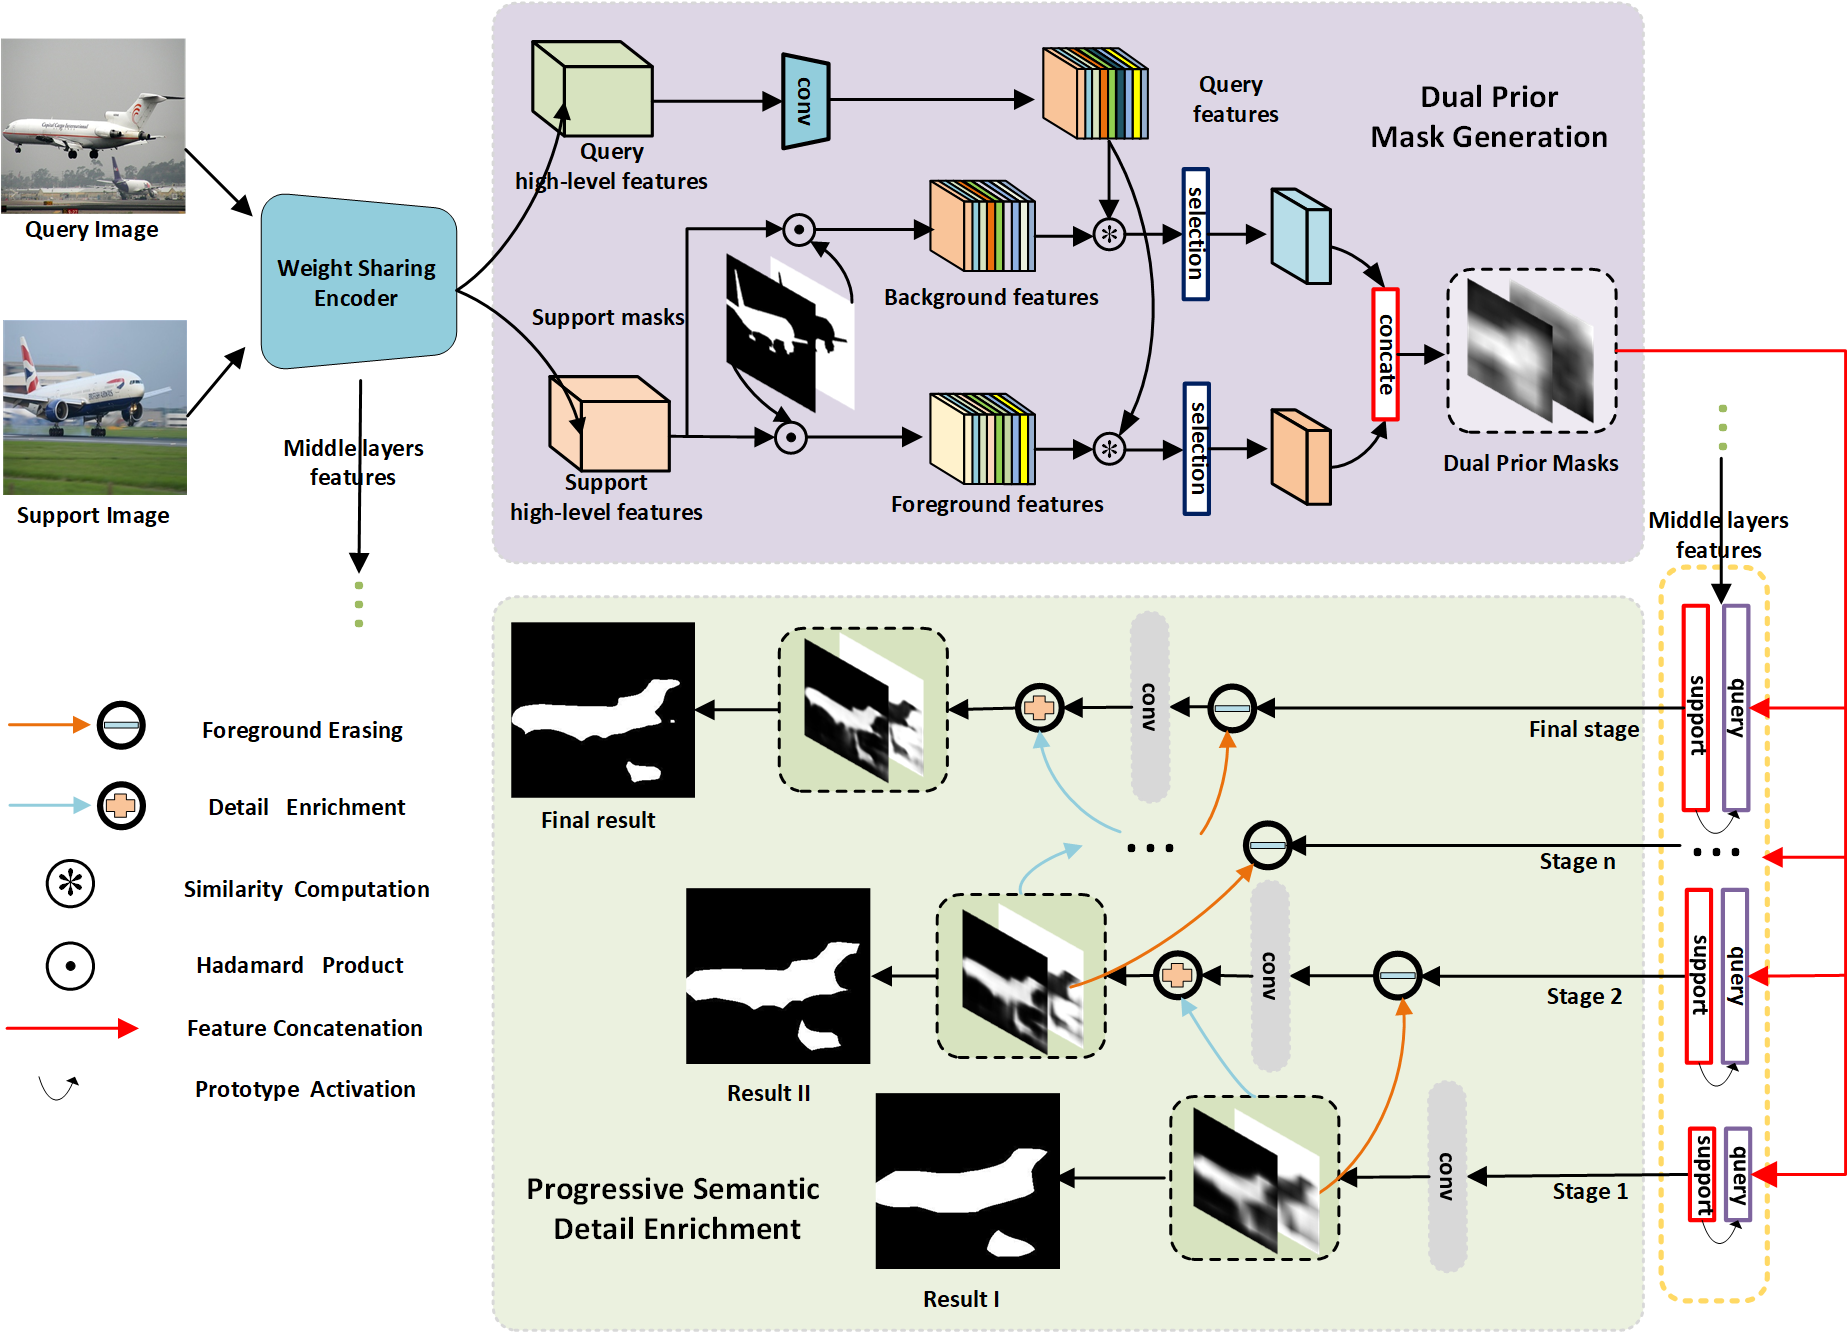 Query Image
Support Image
Weight Sharing
Encoder
Middle layers
features
Query
high-level features
conv
Query
features
Dual Prior
Mask Generation
Support masks
Background features
selection
concate
Support
high-level features
Foreground features
selection
Dual Prior Masks
Middle layers
features
Foreground Erasing
Detail Enrichment
Similarity Computation
Hadamard Product
Feature Concatenation
Prototype Activation
Final result
conv
Final stage
support
query
Stage n
Result II
conv
Stage 2
support
query
Progressive Semantic
Detail Enrichment
Result I
conv
Stage 1
support
query